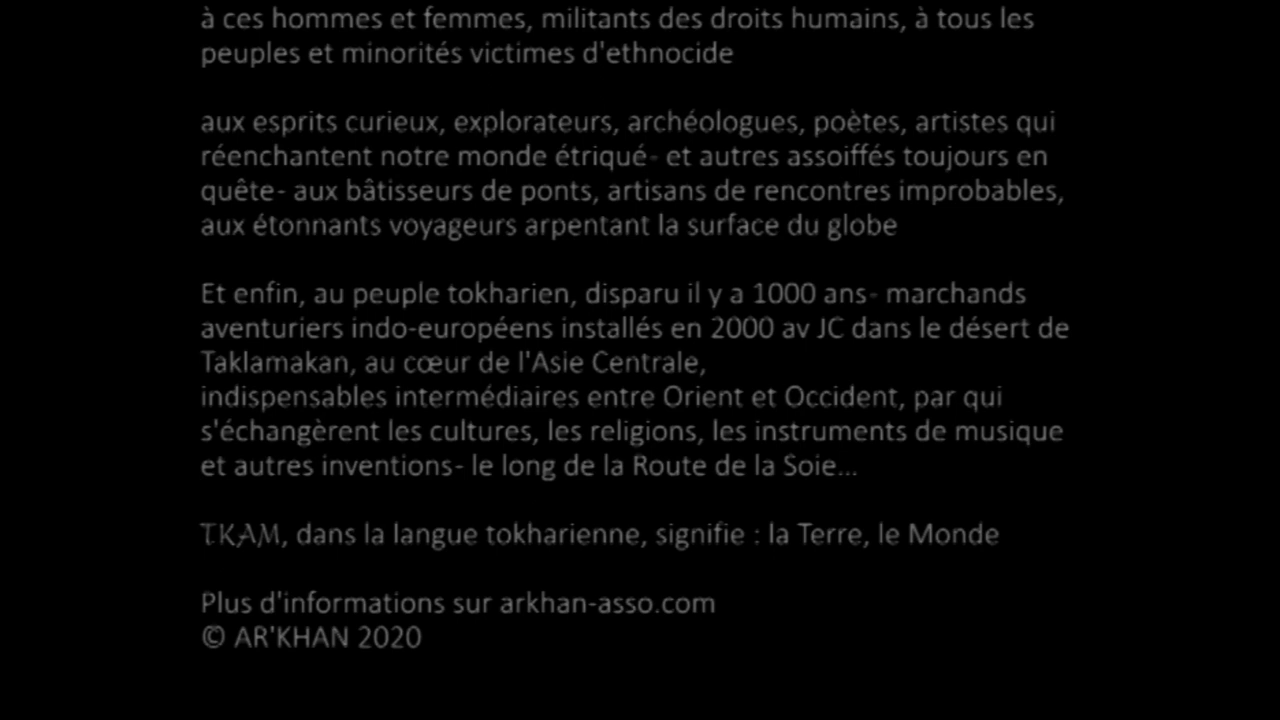 à ces hommes et femmes, militants des droits humains, à tous les
peuples et minorités victimes d'ethnocide
aux esprits curieux, explorateurs, archéologues, poètes, artistes qui
réenchantent notre monde étriqué- et autres assoiffés toujours en
quête- aux bâtisseurs de ponts, artisans de rencontres improbables,
aux étonnants voyageurs arpentant la surface du globe
Et enfin, au peuple tokharien, disparu il y a 1000 ans- marchands
aventuriers indo-européens installés en 2000 av JC dans le désert de
Taklamakan, au cœur de l'Asie Centrale,
indispensables intermédiaires entre Orient et Occident, par qui
s'échangèrent les cultures, les religions, les instruments de musique
et autres inventions- le long de la Route de la Soie...
TKAM, dans la langue tokharienne, signifie : la Terre, le Monde
Plus d'informations sur arkhan-asso.com
© AR'KHAN 2020